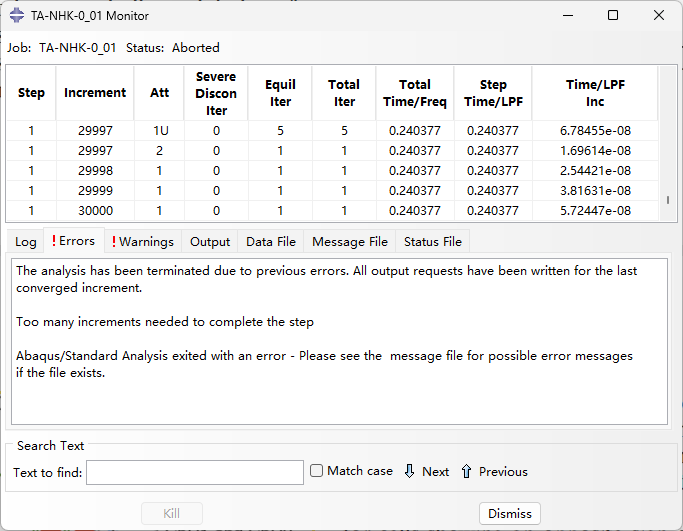 TA-NHK-0_01 Monitor
Job: TA-NHK-0_01 Status: Aborted
Step Increment Att Severe Discon Iter Equil Iter Total Iter Total Time/Freq Step Time/LPF Time/LPF Inc
1 29997 1U 0 5 5 0.240377 0.240377 6.78455e-08
1 29997 2 0 1 1 0.240377 0.240377 1.69614e-08
1 29998 1 0 1 1 0.240377 0.240377 2.54421e-08
1 29999 1 0 1 1 0.240377 0.240377 3.81631e-08
1 30000 1 0 1 1 0.240377 0.240377 5.72447e-08
Log ! Errors ! Warnings Output Data File Message File Status File
The analysis has been terminated due to previous errors. All output requests have been written for the last
converged increment.
Too many increments needed to complete the step
Abaqus/Standard Analysis exited with an error - Please see the message file for possible error messages
if the file exists.
Search Text
Text to find: Match case Next Previous
Kill Dismiss